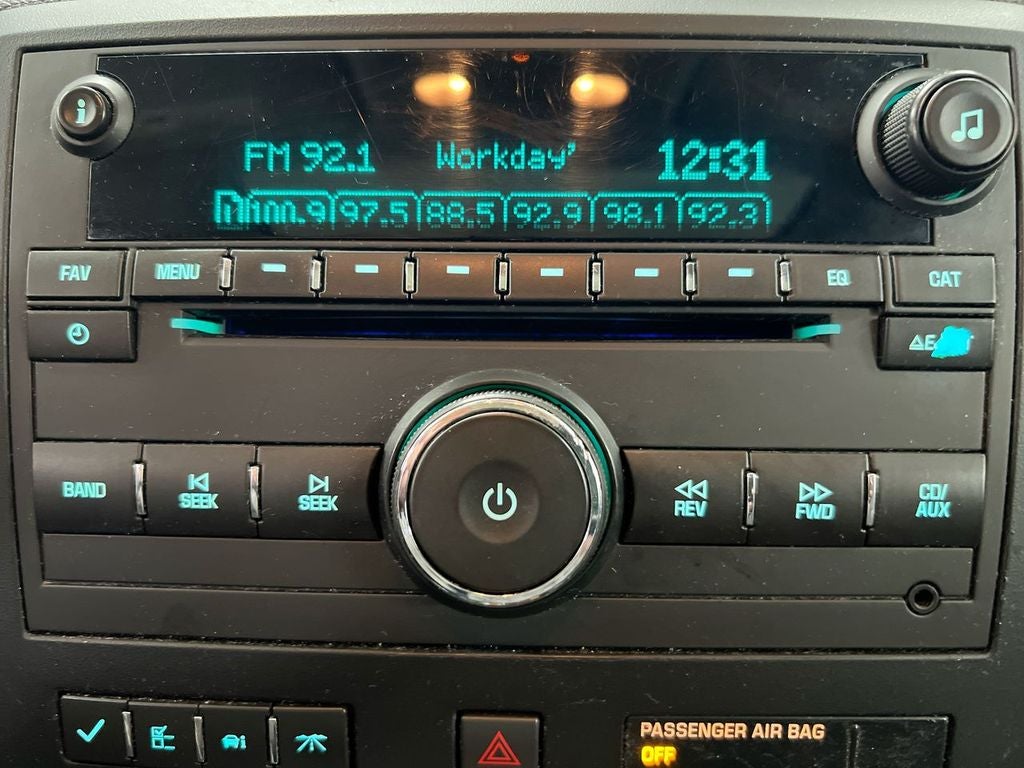 i
FM 92.1 Workday' 12:31
97.5 88.5 92.9 98.1 92.3
FAV MENU EQ CAT
BAND SEEK SEEK REV FWD CD/
AUX
i
PASSENGER AIR BAG
OFF